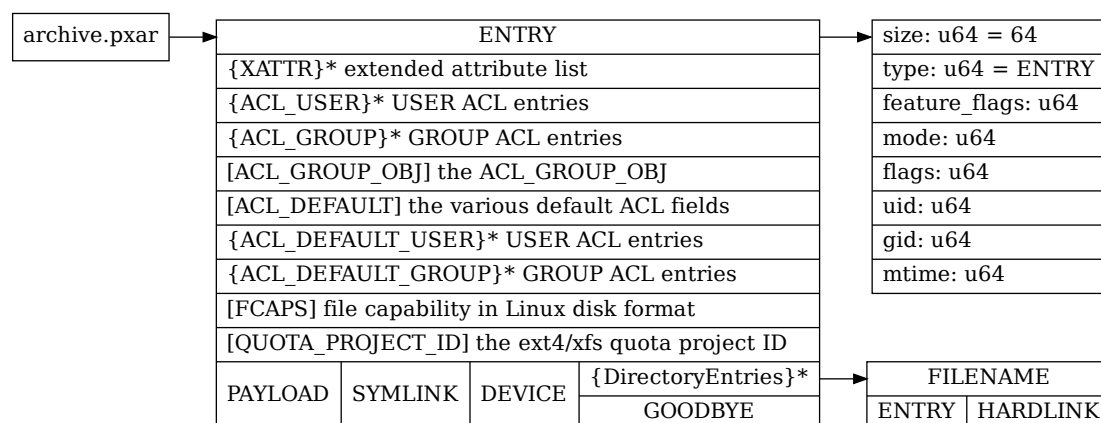 archive.pxar
ENTRY
{XATTR}* extended attribute list
{ACL_USER}* USER ACL entries
{ACL_GROUP}* GROUP ACL entries
[ACL_GROUP_OBJ] the ACL_GROUP_OBJ
[ACL_DEFAULT] the various default ACL fields
{ACL_DEFAULT_USER}* USER ACL entries
{ACL_DEFAULT_GROUP}* GROUP ACL entries
[FCAPS] file capability in Linux disk format
[QUOTA_PROJECT_ID] the ext4/xfs quota project ID
PAYLOAD
SYMLINK
DEVICE
{DirectoryEntries}*
GOODBYE
size: u64 = 64
type: u64 = ENTRY
feature_flags: u64
mode: u64
flags: u64
uid: u64
gid: u64
mtime: u64
FILENAME
ENTRY
HARDLINK